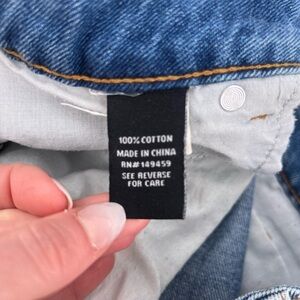 100% COTTON
MADE IN CHINA
RN# 149459
SEE REVERSE
FOR CARE